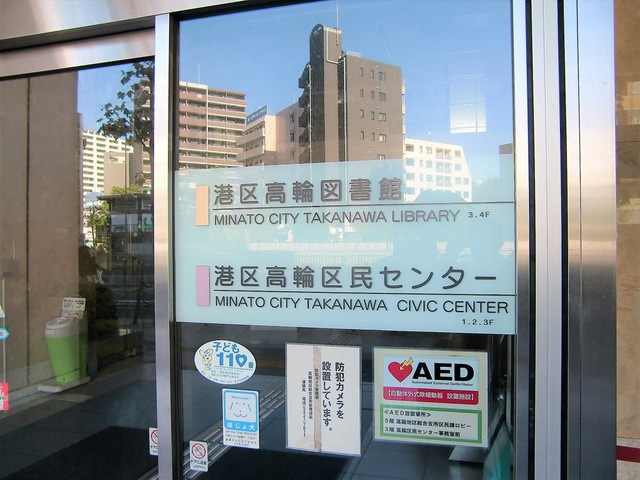 港区高輪図書館
MINATO CITY TAKANAWA LIBRARY 3.4F
港区高輪区民センター
MINATO CITY TAKANAWA CIVIC CENTER
1.2.3F
子ども
110番
Welcome!
ほじょ犬
防犯カメラを
設置しています。
AED
Automated External Defibrillator
【自動体外式除細動器 設置施設】
<AED設置場所>
5階 高輪地区総合支所区民課ロビー
3階 高輪区民センター事務室前